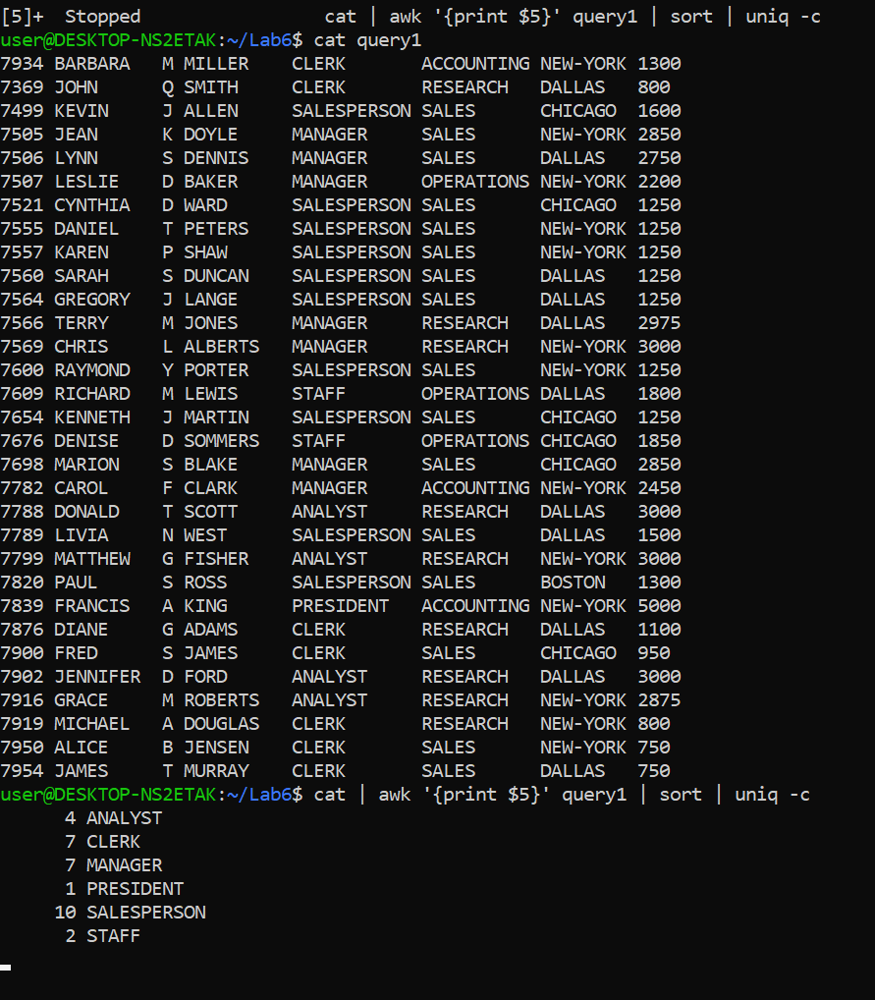 [5]+  Stopped                 cat | awk '{print $5}' query1 | sort | uniq -c
user@DESKTOP-NS2ETAK:~/Lab6$ cat query1
7934 BARBARA   M MILLER    CLERK       ACCOUNTING NEW-YORK 1300
7369 JOHN      Q SMITH     CLERK       RESEARCH   DALLAS   800
7499 KEVIN     J ALLEN     SALESPERSON SALES      CHICAGO  1600
7505 JEAN      K DOYLE     MANAGER     SALES      NEW-YORK 2850
7506 LYNN      S DENNIS    MANAGER     SALES      DALLAS   2750
7507 LESLIE    D BAKER     MANAGER     OPERATIONS NEW-YORK 2200
7521 CYNTHIA   D WARD      SALESPERSON SALES      CHICAGO  1250
7555 DANIEL    T PETERS    SALESPERSON SALES      NEW-YORK 1250
7557 KAREN     P SHAW      SALESPERSON SALES      NEW-YORK 1250
7560 SARAH     S DUNCAN    SALESPERSON SALES      DALLAS   1250
7564 GREGORY   J LANGE     SALESPERSON SALES      DALLAS   1250
7566 TERRY     M JONES     MANAGER     RESEARCH   DALLAS   2975
7569 CHRIS     L ALBERTS   MANAGER     RESEARCH   NEW-YORK 3000
7600 RAYMOND   Y PORTER    SALESPERSON SALES      NEW-YORK 1250
7609 RICHARD   M LEWIS     STAFF       OPERATIONS DALLAS   1800
7654 KENNETH   J MARTIN    SALESPERSON SALES      CHICAGO  1250
7676 DENISE    D SOMMERS   STAFF       OPERATIONS CHICAGO  1850
7698 MARION    S BLAKE     MANAGER     SALES      CHICAGO  2850
7782 CAROL     F CLARK     MANAGER     ACCOUNTING NEW-YORK 2450
7788 DONALD    T SCOTT     ANALYST     RESEARCH   DALLAS   3000
7789 LIVIA     N WEST      SALESPERSON SALES      DALLAS   1500
7799 MATTHEW   G FISHER    ANALYST     RESEARCH   NEW-YORK 3000
7820 PAUL      S ROSS      SALESPERSON SALES      BOSTON   1300
7839 FRANCIS   A KING      PRESIDENT   ACCOUNTING NEW-YORK 5000
7876 DIANE     G ADAMS     CLERK       RESEARCH   DALLAS   1100
7900 FRED      S JAMES     CLERK       SALES      CHICAGO  950
7902 JENNIFER  D FORD      ANALYST     RESEARCH   DALLAS   3000
7916 GRACE     M ROBERTS   ANALYST     RESEARCH   NEW-YORK 2875
7919 MICHAEL   A DOUGLAS   CLERK       RESEARCH   NEW-YORK 800
7950 ALICE     B JENSEN    CLERK       SALES      NEW-YORK 750
7954 JAMES     T MURRAY    CLERK       SALES      DALLAS   750
user@DESKTOP-NS2ETAK:~/Lab6$ cat | awk '{print $5}' query1 | sort | uniq -c
      4 ANALYST
      7 CLERK
      7 MANAGER
      1 PRESIDENT
     10 SALESPERSON
      2 STAFF